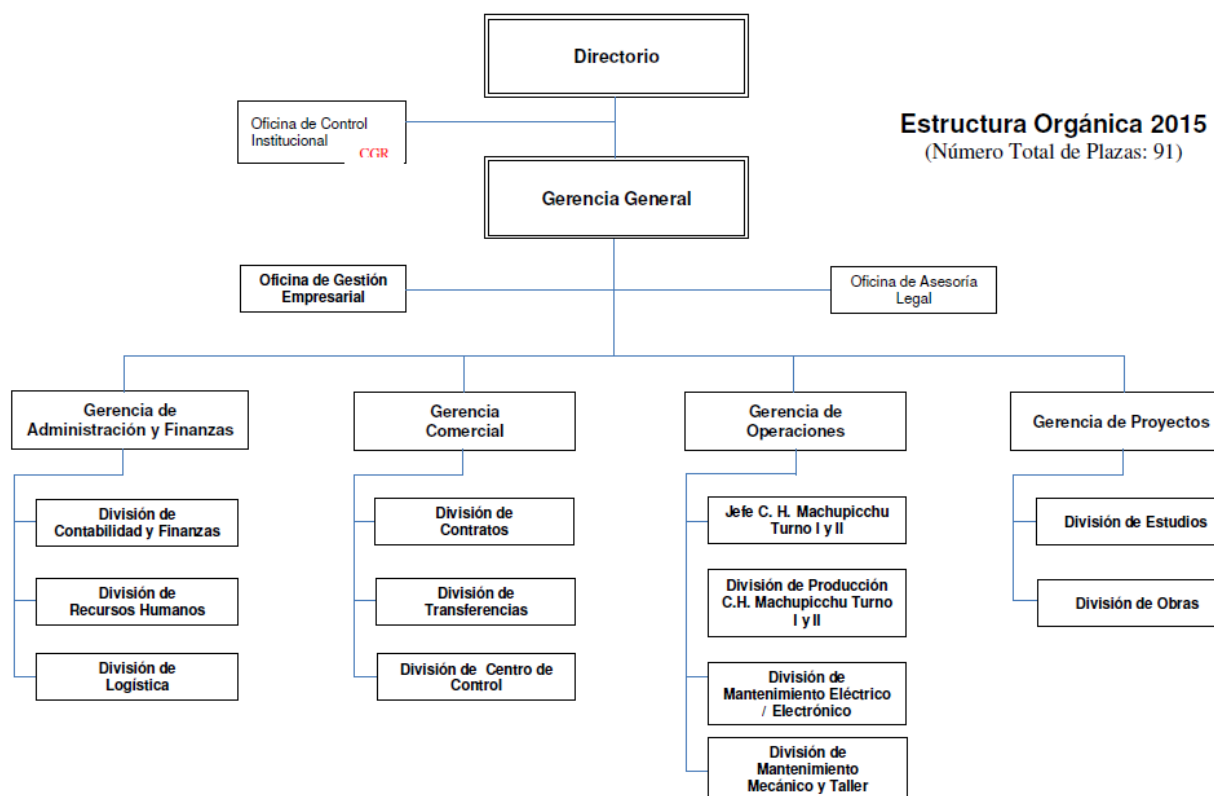 Directorio
Oficina de Control
Institucional
CGR
Estructura Orgánica 2015
(Número Total de Plazas: 91)
Gerencia General
Oficina de Gestión
Empresarial
Oficina de Asesoría
Legal
Gerencia de
Administración y Finanzas
Gerencia
Comercial
Gerencia de
Operaciones
Gerencia de Proyectos
División de
Contabilidad y Finanzas
División de
Recursos Humanos
División de
Logística
División de
Contratos
División de
Transferencias
División de Centro de
Control
Jefe C. H. Machupicchu
Turno I y II
División de Producción
C.H. Machupicchu Turno
I y II
División de
Mantenimiento Eléctrico
/ Electrónico
División de
Mantenimiento
Mecánico y Taller
División de Estudios
División de Obras